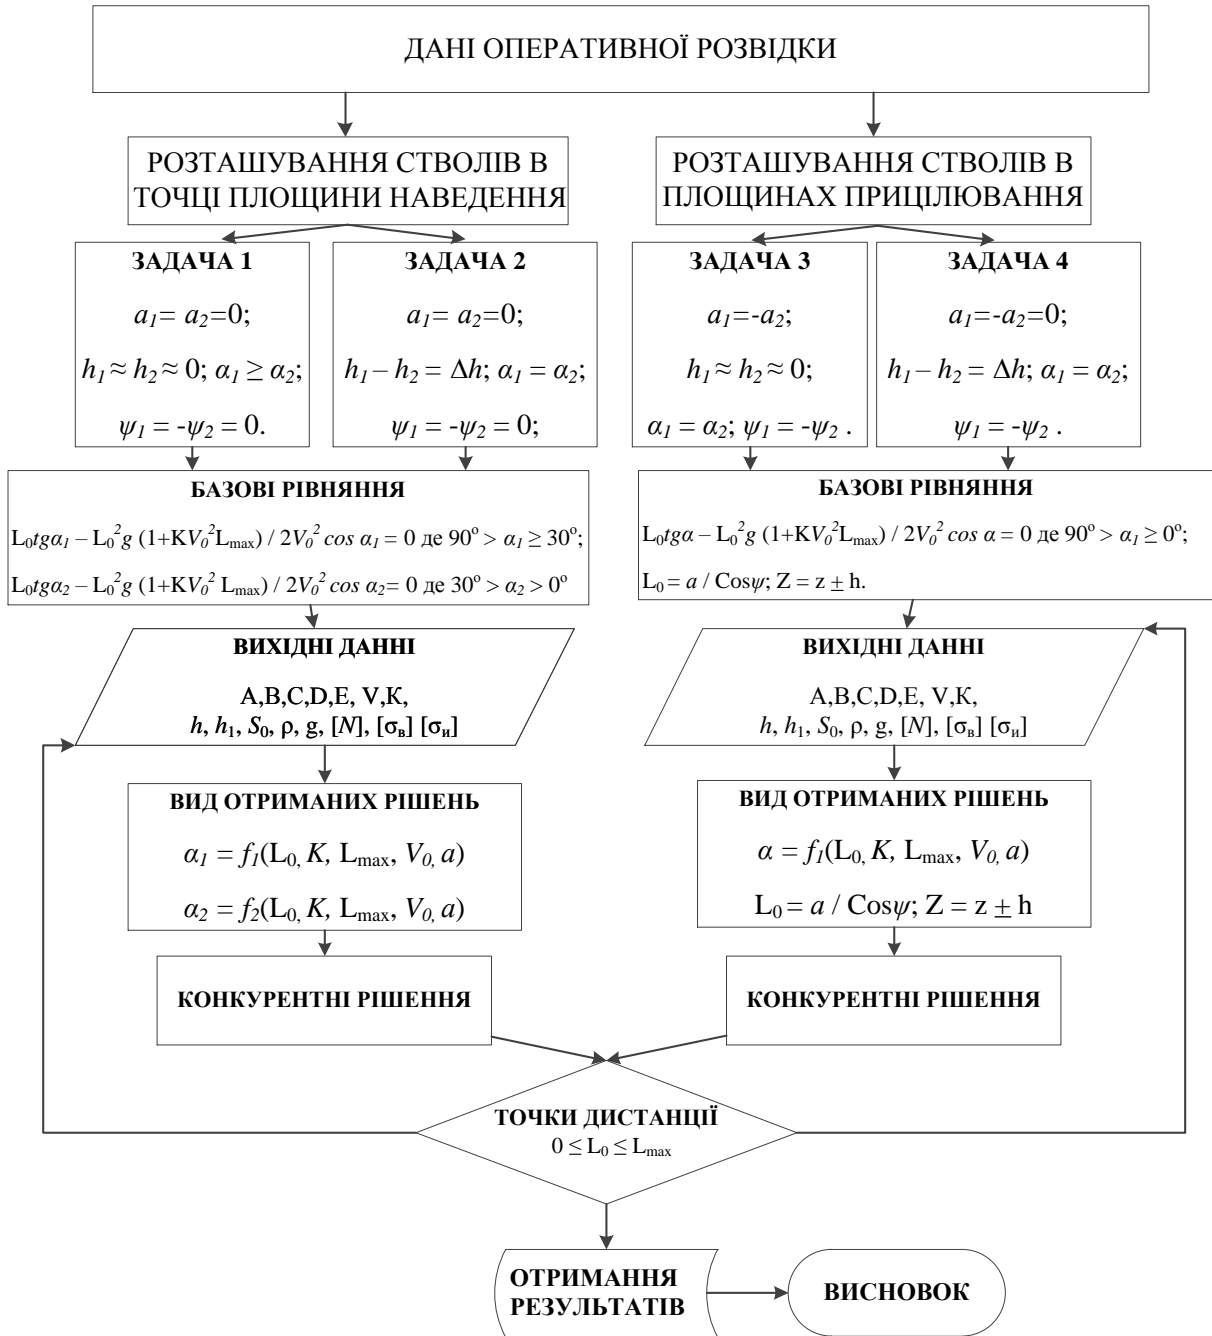 ДАНІ ОПЕРАТИВНОЇ РОЗВІДКИ
РОЗТАШУВАННЯ СТВОЛІВ В
ТОЧЦІ ПЛОЩИНИ НАВЕДЕННЯ
РОЗТАШУВАННЯ СТВОЛІВ В
ПЛОЩИНАХ ПРИЦІЛЮВАННЯ
ЗАДАЧА 1
a₁= a₂=0;
h₁ ≈ h₂ ≈ 0; α₁ ≥ α₂;
ψ₁ = -ψ₂ = 0.
ЗАДАЧА 2
a₁= a₂=0;
h₁ – h₂ = Δh; α₁ = α₂;
ψ₁ = -ψ₂ = 0;
ЗАДАЧА 3
a₁=-a₂;
h₁ ≈ h₂ ≈ 0;
α₁ = α₂; ψ₁ = -ψ₂ .
ЗАДАЧА 4
a₁=-a₂=0;
h₁ – h₂ = Δh; α₁ = α₂;
ψ₁ = -ψ₂ .
БАЗОВІ РІВНЯННЯ
L₀tgα₁ – L₀²g (1+KV₀²Lmax) / 2V₀² cos α₁ = 0 де 90º > α₁ ≥ 30º;
L₀tgα₂ – L₀²g (1+KV₀² Lmax) / 2V₀² cos α₂= 0 де 30º > α₂ > 0º
БАЗОВІ РІВНЯННЯ
L₀tgα – L₀²g (1+KV₀²Lmax) / 2V₀² cos α = 0 де 90º > α₁ ≥ 0º;
L₀ = a / Cosψ; Z = z ± h.
ВИХІДНІ ДАННІ
A,B,C,D,E, V,К,
h, h₁, S₀, ρ, g, [N], [σв] [σи]
ВИХІДНІ ДАННІ
A,B,C,D,E, V,К,
h, h₁, S₀, ρ, g, [N], [σв] [σи]
ВИД ОТРИМАНИХ РІШЕНЬ
α₁ = f₁(L₀, K, Lmax, V₀, a)
α₂ = f₂(L₀, K, Lmax, V₀, a)
ВИД ОТРИМАНИХ РІШЕНЬ
α = f₁(L₀, K, Lmax, V₀, a)
L₀ = a / Cosψ; Z = z ± h
КОНКУРЕНТНІ РІШЕННЯ
КОНКУРЕНТНІ РІШЕННЯ
ТОЧКИ ДИСТАНЦІЇ
0 ≤ L₀ ≤ Lmax
ОТРИМАННЯ
РЕЗУЛЬТАТІВ
ВИСНОВОК